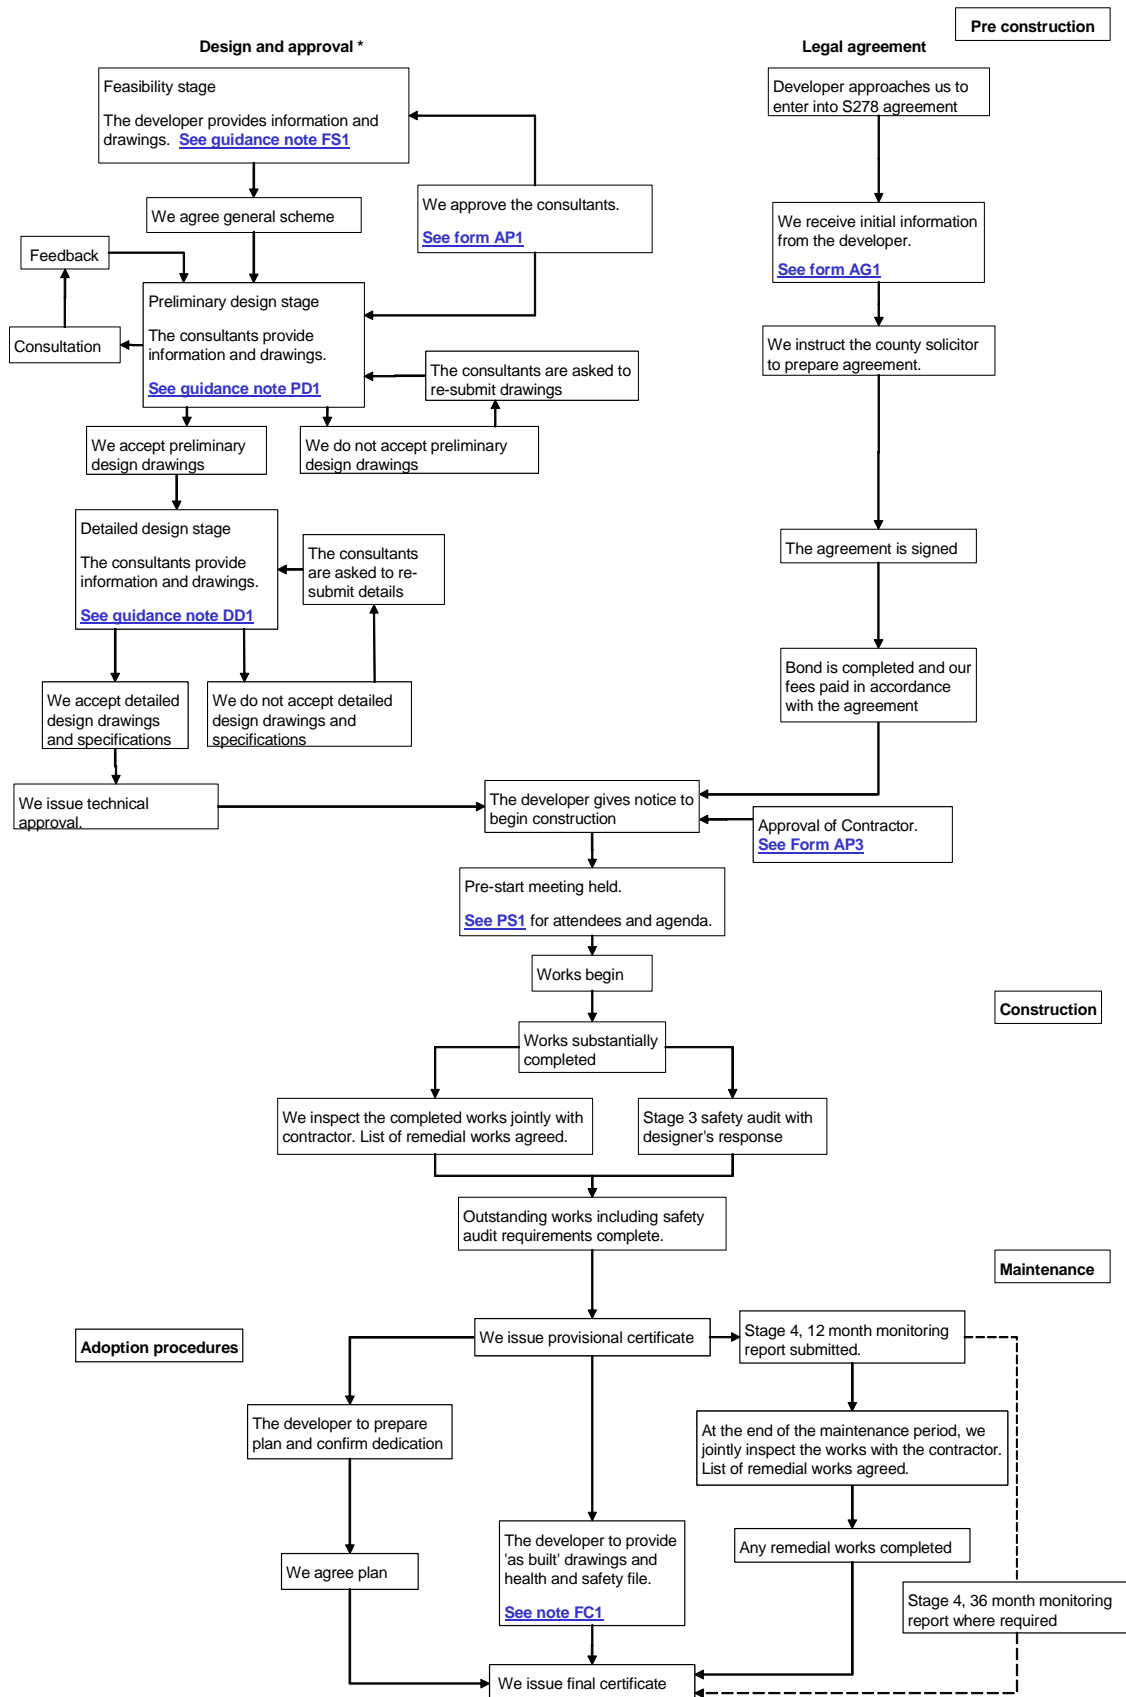 Pre construction
Design and approval *
Legal agreement
Feasibility stage
The developer provides information and
drawings.  See guidance note FS1
Developer approaches us to
enter into S278 agreement
We agree general scheme
We approve the consultants.
See form AP1
We receive initial information
from the developer.
See form AG1
Feedback
Consultation
Preliminary design stage
The consultants provide
information and drawings.
See guidance note PD1
We instruct the county solicitor
to prepare agreement.
The consultants are asked to
re-submit drawings
We accept preliminary
design drawings
We do not accept preliminary
design drawings
Detailed design stage
The consultants provide
information and drawings.
See guidance note DD1
The consultants
are asked to re-
submit details
The agreement is signed
We accept detailed
design drawings
and specifications
We do not accept detailed
design drawings and
specifications
Bond is completed and our
fees paid in accordance
with the agreement
We issue technical
approval.
The developer gives notice to
begin construction
Approval of Contractor.
See Form AP3
Pre-start meeting held.
See PS1 for attendees and agenda.
Works begin
Construction
Works substantially
completed
We inspect the completed works jointly with
contractor. List of remedial works agreed.
Stage 3 safety audit with
designer's response
Outstanding works including safety
audit requirements complete.
Maintenance
Adoption procedures
We issue provisional certificate
Stage 4, 12 month monitoring
report submitted.
The developer to prepare
plan and confirm dedication
At the end of the maintenance period, we
jointly inspect the works with the contractor.
List of remedial works agreed.
We agree plan
The developer to provide
'as built' drawings and
health and safety file.
See note FC1
Any remedial works completed
Stage 4, 36 month monitoring
report where required
We issue final certificate